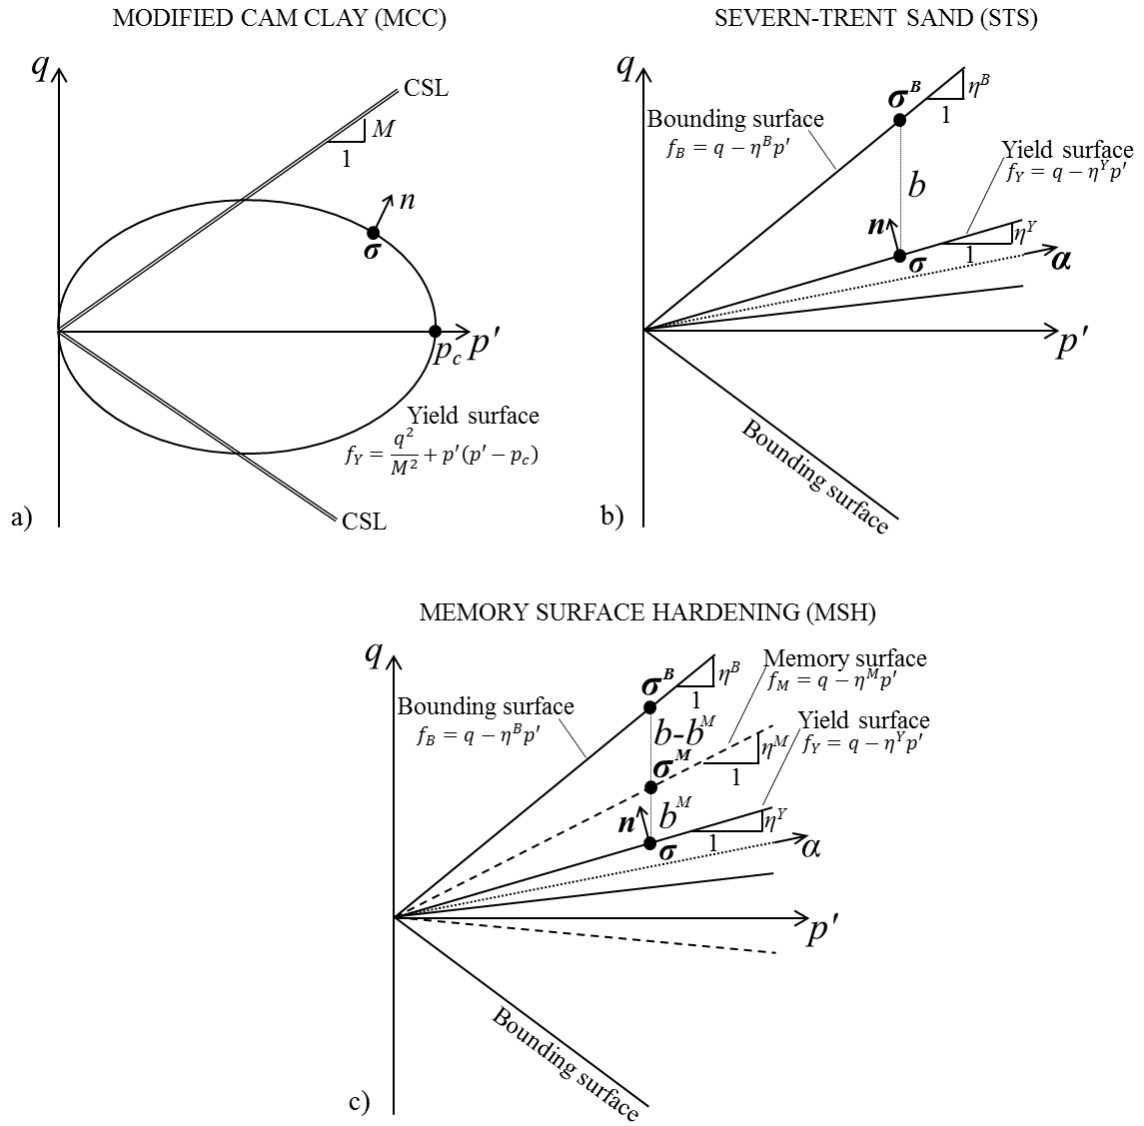 MODIFIED CAM CLAY (MCC)
q
CSL
M
1
n
σ
p_c p′
Yield surface
f_Y = q²/M² + p′(p′ − p_c)
CSL
a)
SEVERN-TRENT SAND (STS)
q
σ^B
η^B
1
Bounding surface
f_B = q − η^B p′
Yield surface
f_Y = q − η^Y p′
b
n
η^Y
1
σ
α
p′
Bounding surface
b)
MEMORY SURFACE HARDENING (MSH)
q
σ^B
η^B
1
Memory surface
f_M = q − η^M p′
Bounding surface
f_B = q − η^B p′
Yield surface
f_Y = q − η^Y p′
b-b^M
η^M
1
σ^M
b^M
n
η^Y
1
σ
α
p′
Bounding surface
c)